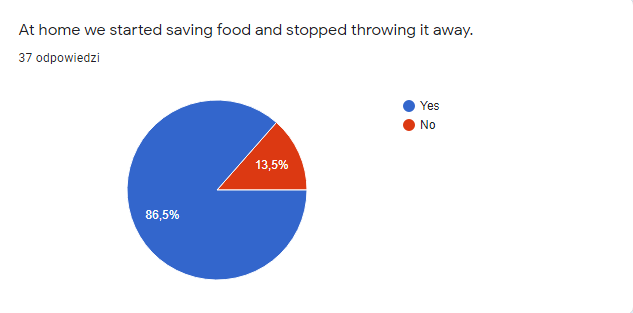 At home we started saving food and stopped throwing it away.
37 odpowiedzi
Yes
No
13,5%
86,5%